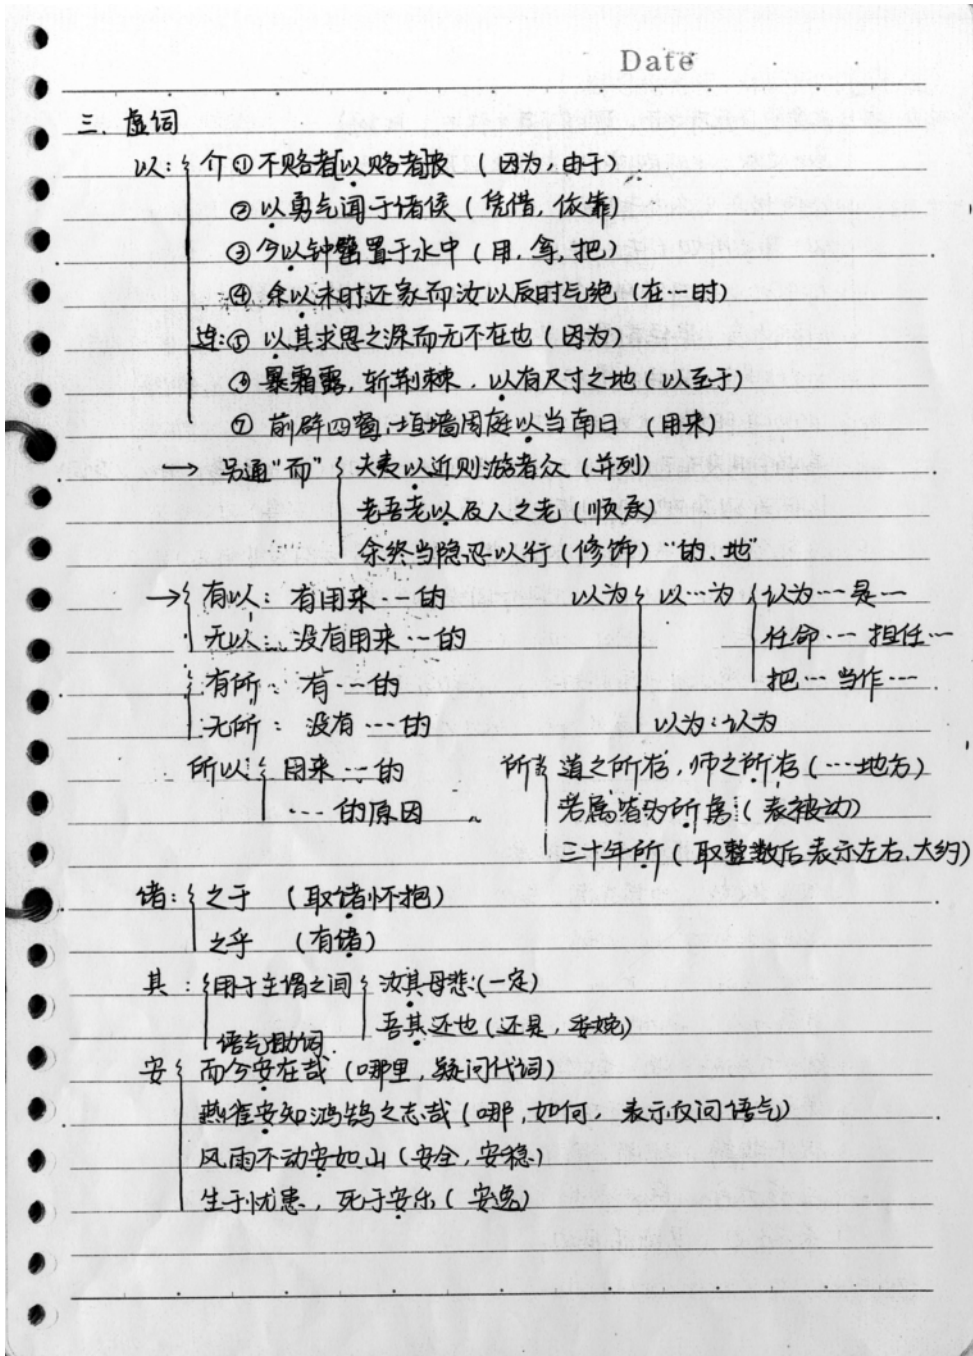 Date
三. 虚词
以: 介 ① 不赂者以赂者丧 (因为,由于)
② 以勇气闻于诸侯 (凭借,依靠)
③ 今以钟磬置于水中 (用,拿,把)
④ 余以未时还家而汝以辰时气绝 (在…时)
连: ⑤ 以其求思之深而无不在也 (因为)
⑥ 暴霜露,斩荆棘,以有尺寸之地 (以至于)
⑦ 前辟四窗,垣墙周庭以当南日 (用来)
→ 另通“而” 夫夷以近则游者众 (并列)
老吾老以及人之老 (顺承)
余终当隐忍以行 (修饰) “的、地”
→ 有以: 有用来…的 以为 以…为 认为…是…
无以: 没有用来…的 任命…担任…
有所: 有…的 把…当作…
无所: 没有…的 以为:认为
所以: 用来…的 所 道之所存,师之所存 (…地方)
…的原因 若属皆为所虏 (表被动)
三十年所 (取整数后表示左右、大约)
诸: 之于 (取诸怀抱)
之乎 (有诸)
其: 用于主谓之间 汝其母悲: (一定)
语气助词 吾其还也 (还是,委婉)
安 而今安在哉 (哪里,疑问代词)
燕雀安知鸿鹄之志哉 (哪,如何,表示反问语气)
风雨不动安如山 (安全,安稳)
生于忧患,死于安乐 (安逸)